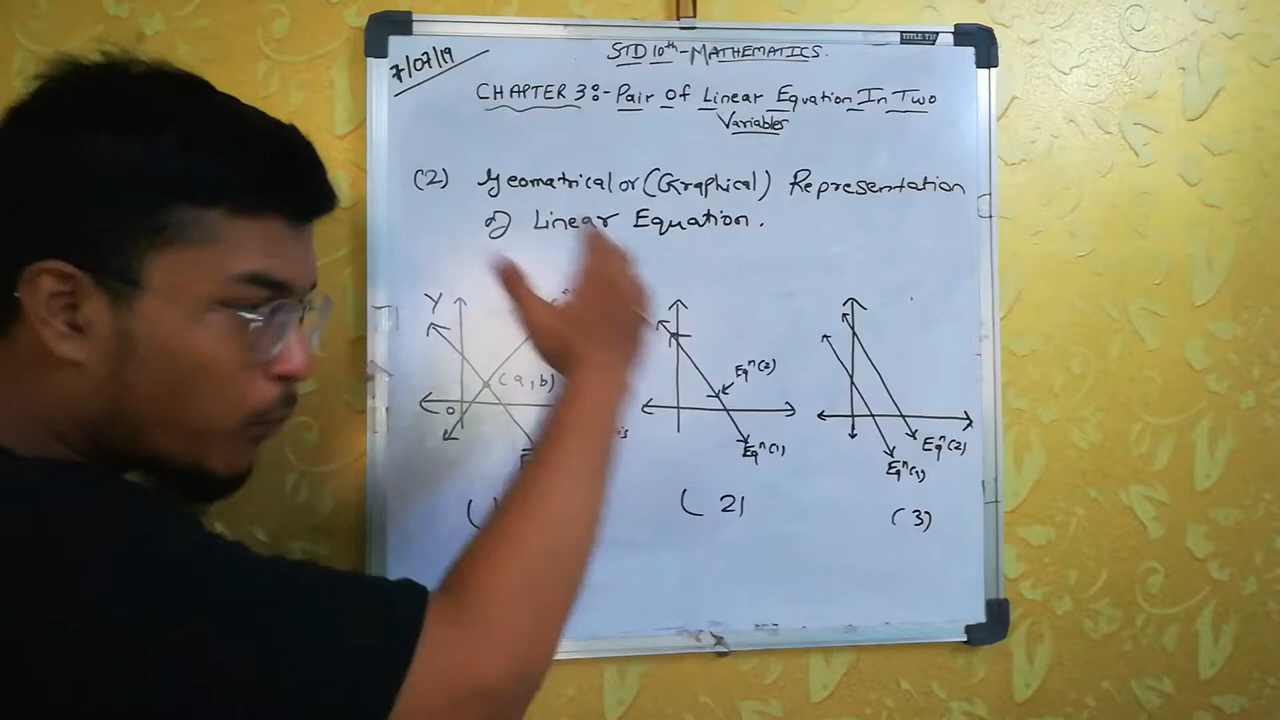 TITLE
7/07/19
STD 10th - MATHEMATICS.
CHAPTER 3:- Pair Of Linear Equation In Two
Variables
(2) Geomatrical or (Graphical) Representation
of Linear Equation.
Y
(a, b)
O
Eqn(2)
Eqn(1)
Eqn(2)
Eqn(1)
(2)
(3)